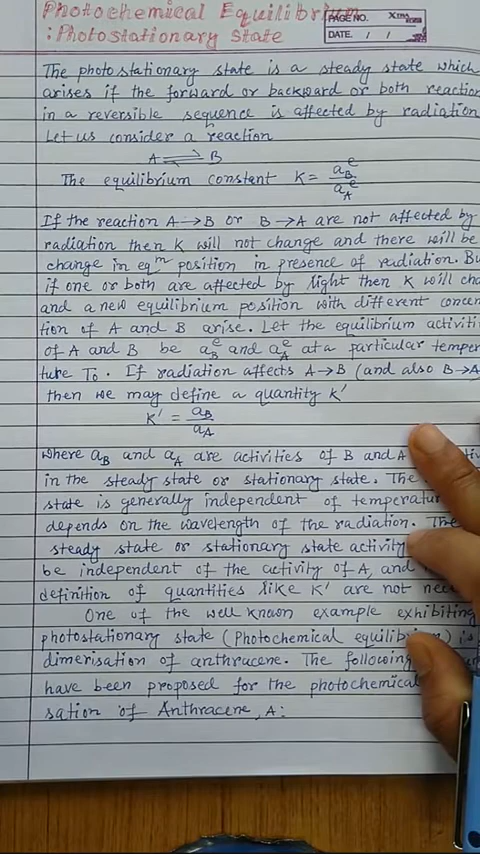 Photochemical Equilibrium
: Photostationary State
PAGE NO.
DATE. / /
The photostationary state is a steady state which
arises if the forward or backward or both reaction
in a reversible sequence is affected by radiation
Let us consider a reaction
A ⇌ B
The equilibrium constant K = a_B^e / a_A^e
If the reaction A→B or B→A are not affected by
radiation then K will not change and there will be
change in eqᵐ position in presence of radiation. Bu
if one or both are affected by light then K will cha
and a new equilibrium position with different concen
tion of A and B arise. Let the equilibrium activiti
of A and B be a_B^e and a_A^e at a particular temper
ture T₀. If radiation affects A→B (and also B→A
then we may define a quantity K'
K' = a_B / a_A
Where a_B and a_A are activities of B and A
in the steady state or stationary state. The
state is generally independent of temperatur
depends on the wavelength of the radiation. The
steady state or stationary state activity
be independent of the activity of A, and
definition of quantities like K' are not nec
One of the well known example exhibiting
photostationary state (Photochemical equilibrium) is
dimerisation of anthracene. The following
have been proposed for the photochemical
sation of Anthracene, A: